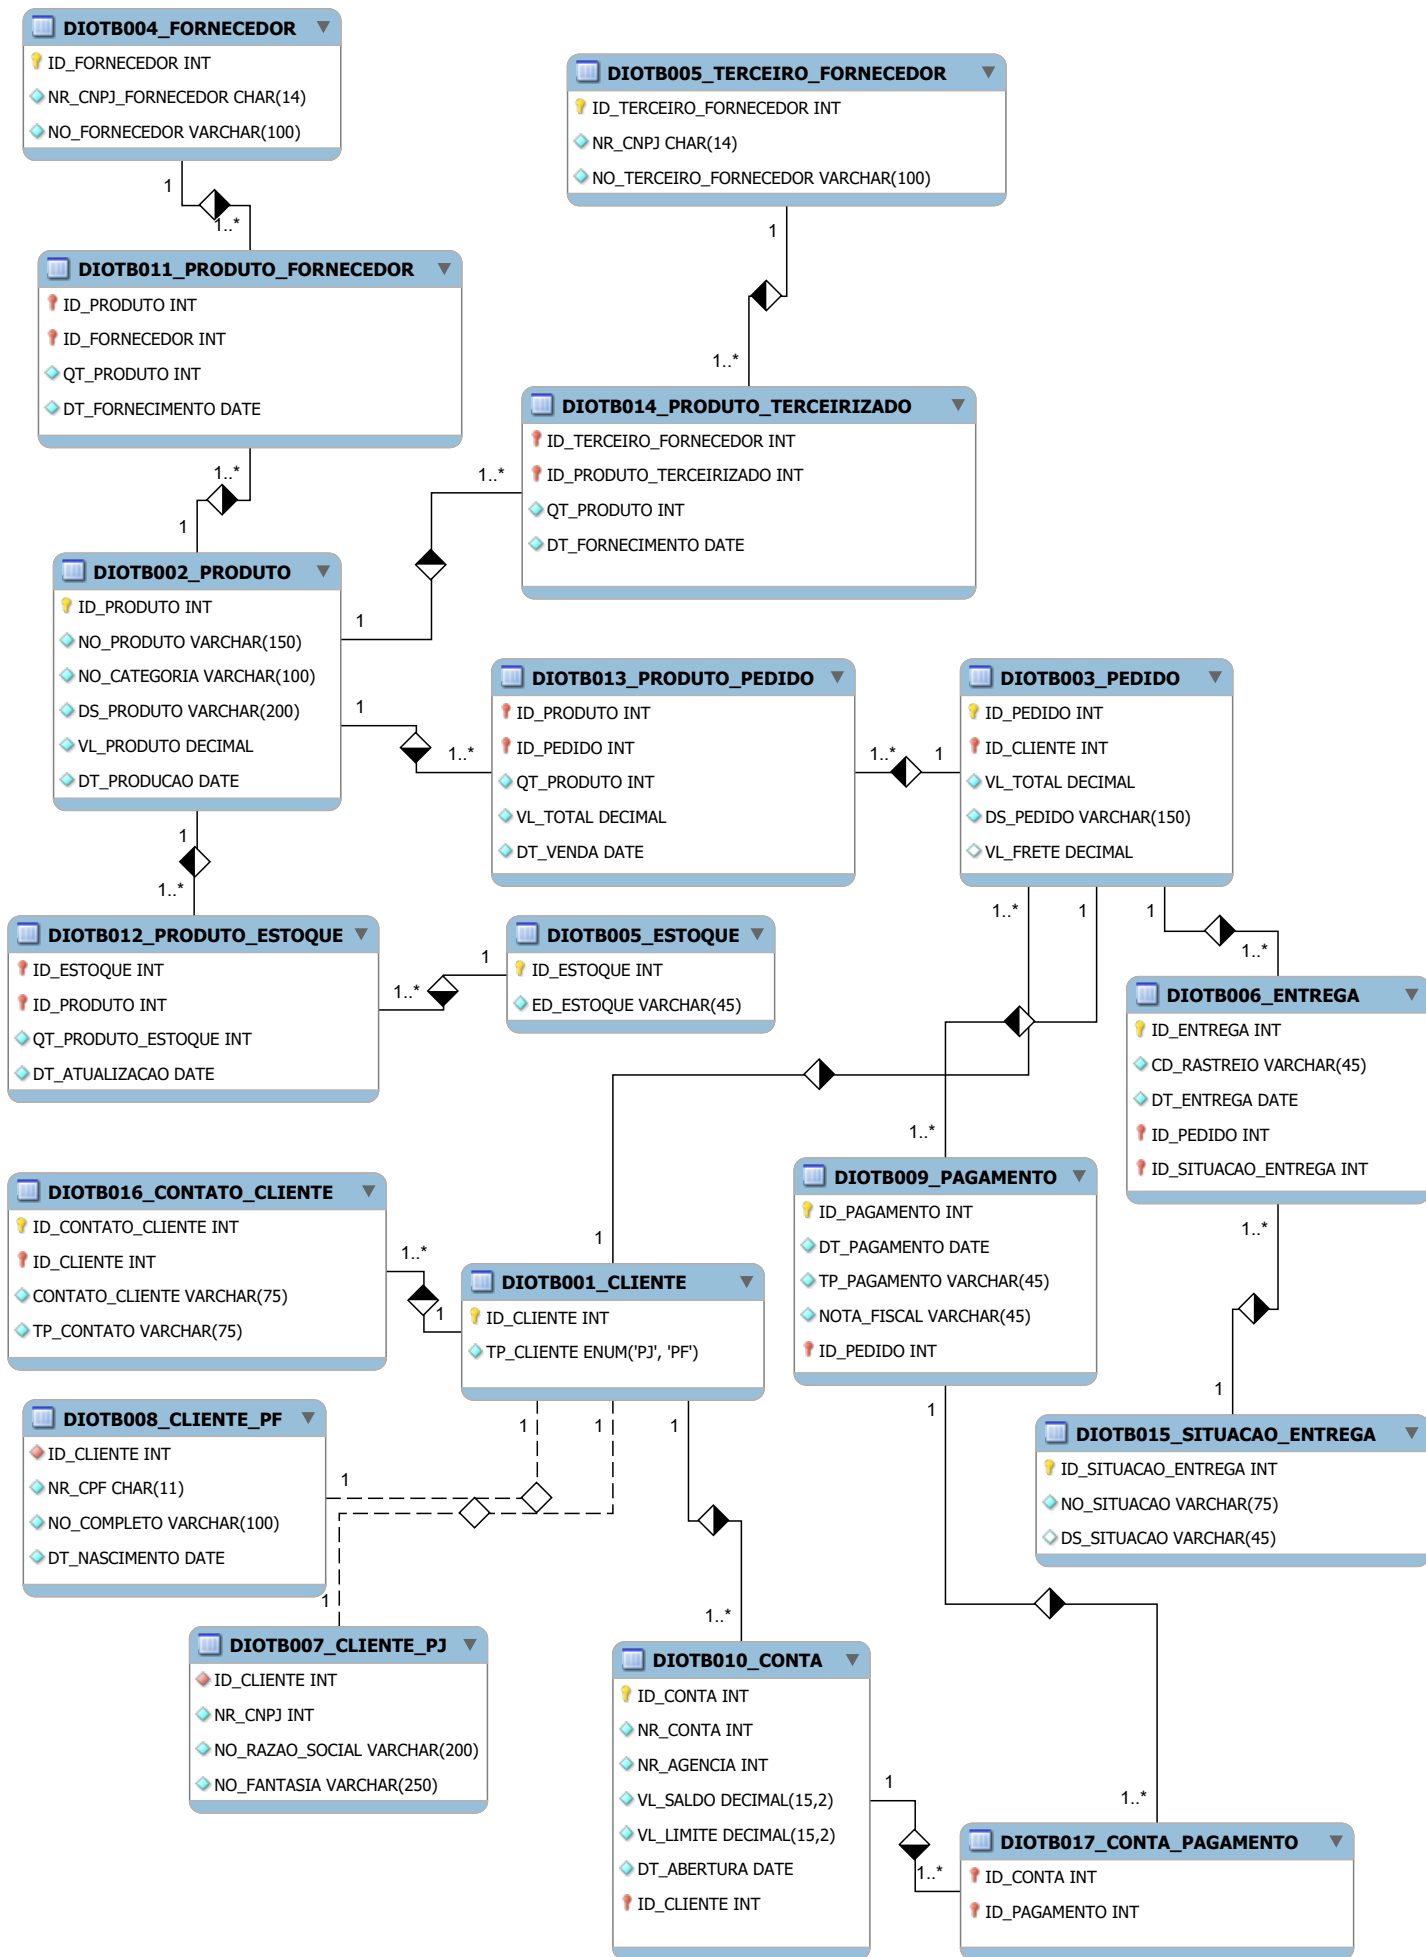 DIOTB004_FORNECEDOR
ID_FORNECEDOR INT
NR_CNPJ_FORNECEDOR CHAR(14)
NO_FORNECEDOR VARCHAR(100)
1
1..*
DIOTB005_TERCEIRO_FORNECEDOR
ID_TERCEIRO_FORNECEDOR INT
NR_CNPJ CHAR(14)
NO_TERCEIRO_FORNECEDOR VARCHAR(100)
1
1..*
DIOTB011_PRODUTO_FORNECEDOR
ID_PRODUTO INT
ID_FORNECEDOR INT
QT_PRODUTO INT
DT_FORNECIMENTO DATE
1..*
1
DIOTB014_PRODUTO_TERCEIRIZADO
ID_TERCEIRO_FORNECEDOR INT
ID_PRODUTO_TERCEIRIZADO INT
QT_PRODUTO INT
DT_FORNECIMENTO DATE
1..*
1
DIOTB002_PRODUTO
ID_PRODUTO INT
NO_PRODUTO VARCHAR(150)
NO_CATEGORIA VARCHAR(100)
DS_PRODUTO VARCHAR(200)
VL_PRODUTO DECIMAL
DT_PRODUCAO DATE
1
1..*
DIOTB013_PRODUTO_PEDIDO
ID_PRODUTO INT
ID_PEDIDO INT
QT_PRODUTO INT
VL_TOTAL DECIMAL
DT_VENDA DATE
1..*
1
DIOTB003_PEDIDO
ID_PEDIDO INT
ID_CLIENTE INT
VL_TOTAL DECIMAL
DS_PEDIDO VARCHAR(150)
VL_FRETE DECIMAL
1
1..*
1..*
1
1
1..*
DIOTB012_PRODUTO_ESTOQUE
ID_ESTOQUE INT
ID_PRODUTO INT
QT_PRODUTO_ESTOQUE INT
DT_ATUALIZACAO DATE
1..*
1
DIOTB005_ESTOQUE
ID_ESTOQUE INT
ED_ESTOQUE VARCHAR(45)
DIOTB006_ENTREGA
ID_ENTREGA INT
CD_RASTREIO VARCHAR(45)
DT_ENTREGA DATE
ID_PEDIDO INT
ID_SITUACAO_ENTREGA INT
1..*
1
1..*
DIOTB009_PAGAMENTO
ID_PAGAMENTO INT
DT_PAGAMENTO DATE
TP_PAGAMENTO VARCHAR(45)
NOTA_FISCAL VARCHAR(45)
ID_PEDIDO INT
1
DIOTB016_CONTATO_CLIENTE
ID_CONTATO_CLIENTE INT
ID_CLIENTE INT
CONTATO_CLIENTE VARCHAR(75)
TP_CONTATO VARCHAR(75)
1..*
1
1
DIOTB001_CLIENTE
ID_CLIENTE INT
TP_CLIENTE ENUM('PJ', 'PF')
1
1
1
DIOTB008_CLIENTE_PF
ID_CLIENTE INT
NR_CPF CHAR(11)
NO_COMPLETO VARCHAR(100)
DT_NASCIMENTO DATE
1
1
DIOTB015_SITUACAO_ENTREGA
ID_SITUACAO_ENTREGA INT
NO_SITUACAO VARCHAR(75)
DS_SITUACAO VARCHAR(45)
DIOTB007_CLIENTE_PJ
ID_CLIENTE INT
NR_CNPJ INT
NO_RAZAO_SOCIAL VARCHAR(200)
NO_FANTASIA VARCHAR(250)
1..*
DIOTB010_CONTA
ID_CONTA INT
NR_CONTA INT
NR_AGENCIA INT
VL_SALDO DECIMAL(15,2)
VL_LIMITE DECIMAL(15,2)
DT_ABERTURA DATE
ID_CLIENTE INT
1
1..*
1..*
DIOTB017_CONTA_PAGAMENTO
ID_CONTA INT
ID_PAGAMENTO INT